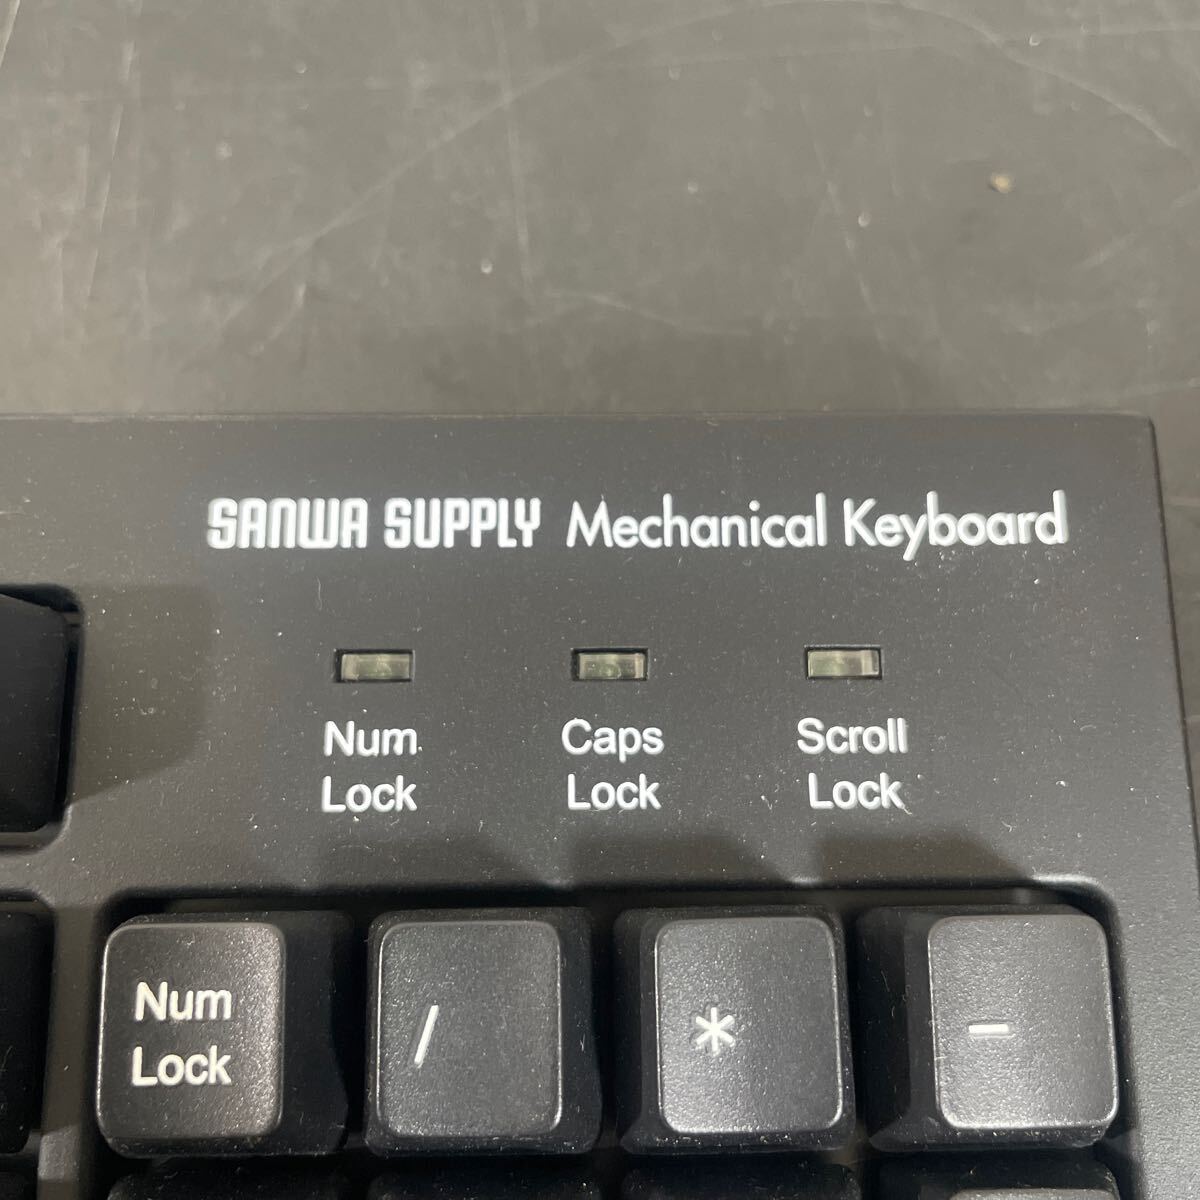 SANWA SUPPLY Mechanical Keyboard
Num
Lock
Caps
Lock
Scroll
Lock
Num
Lock
/
*
-